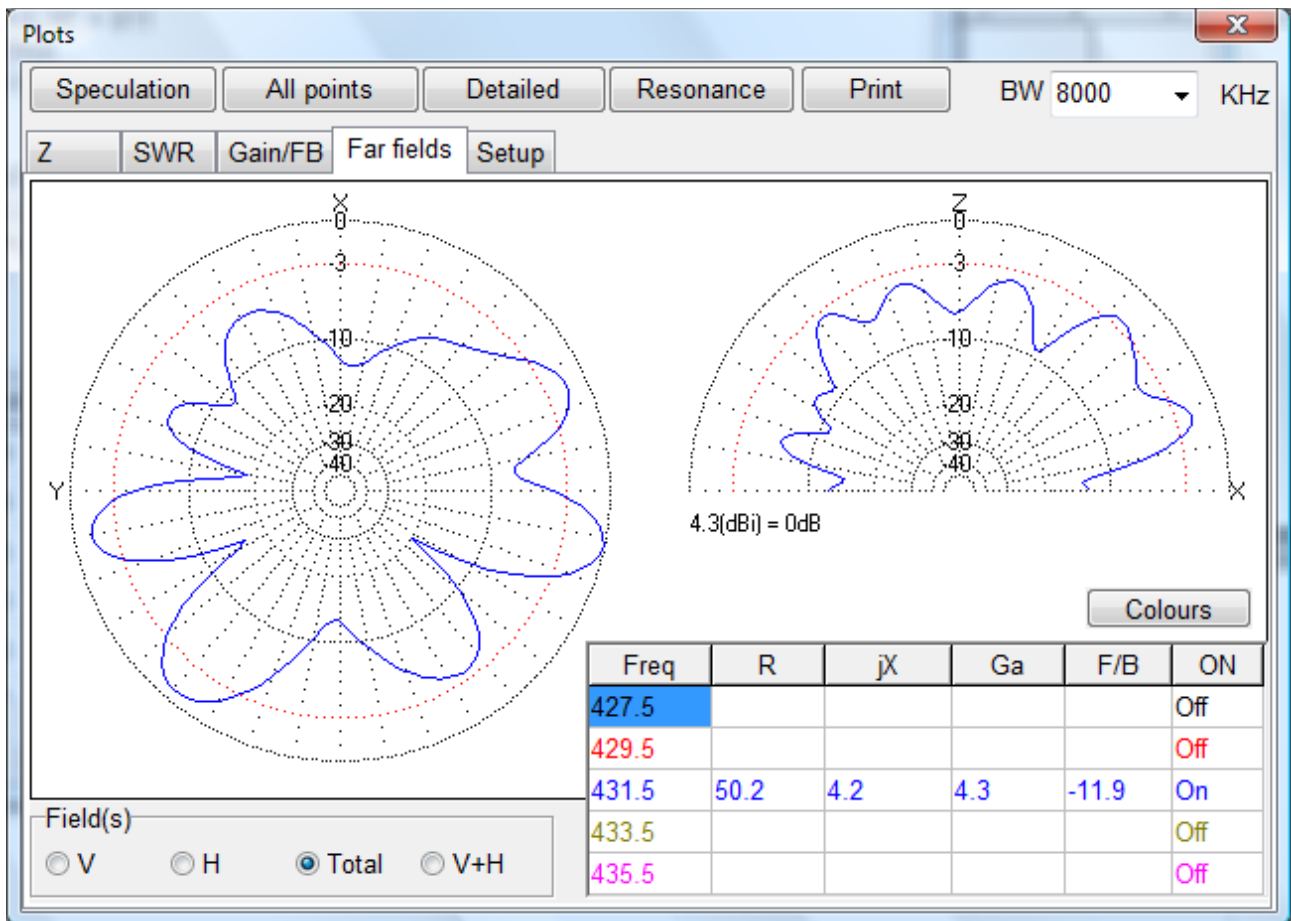 Plots
Speculation All points Detailed Resonance Print BW 8000 KHz
Z SWR Gain/FB Far fields Setup
X
0
-3
-10
-20
-30
-40
Y
Z
0
-3
-10
-20
-30
-40
X
4.3(dBi) = 0dB
Colours
Freq R jX Ga F/B ON
427.5 Off
429.5 Off
431.5 50.2 4.2 4.3 -11.9 On
433.5 Off
435.5 Off
Field(s)
V H Total V+H